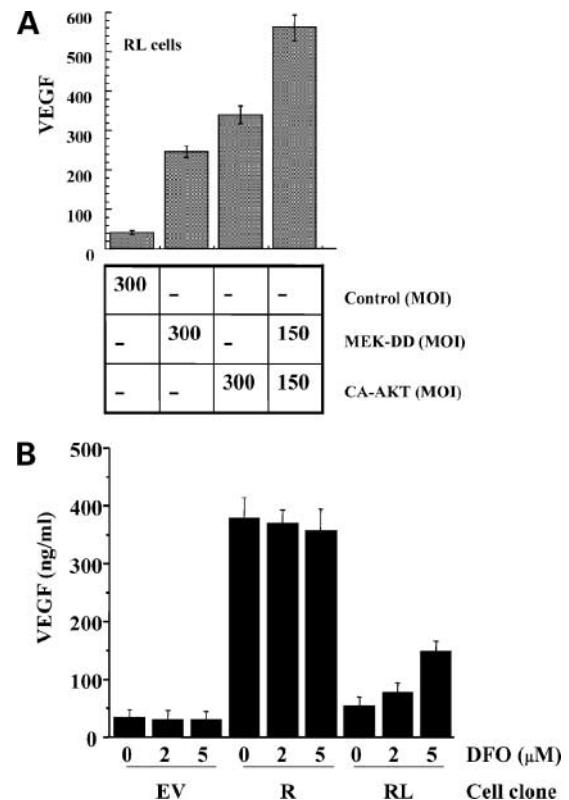 A
RL cells
VEGF
600
500
400
300
200
100
0
300 – – – Control (MOI)
– 300 – 150 MEK-DD (MOI)
– – 300 150 CA-AKT (MOI)
B
VEGF (ng/ml)
500
400
300
200
100
0
0 2 5 0 2 5 0 2 5 DFO (μM)
EV R RL Cell clone